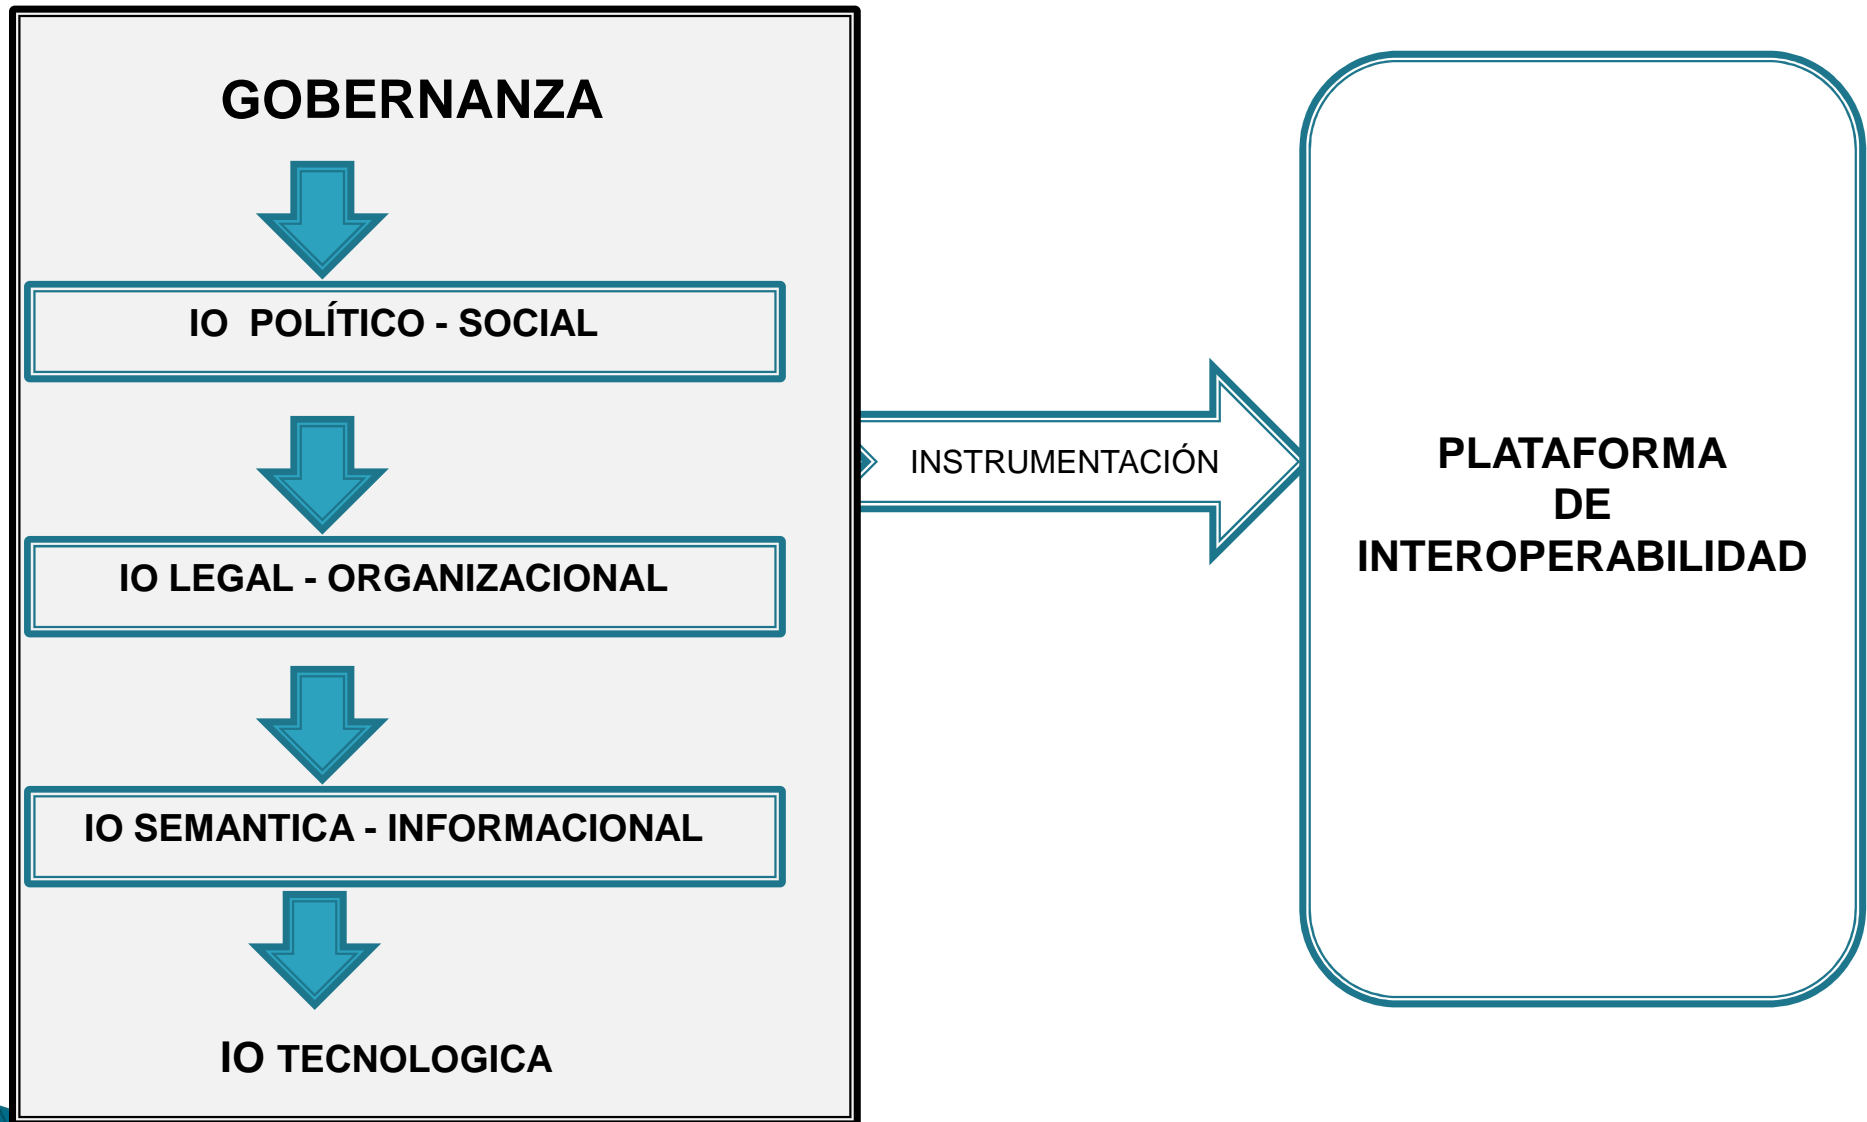 GOBERNANZA
IO POLÍTICO - SOCIAL
IO LEGAL - ORGANIZACIONAL
IO SEMANTICA - INFORMACIONAL
IO TECNOLOGICA
INSTRUMENTACIÓN
PLATAFORMA
DE
INTEROPERABILIDAD